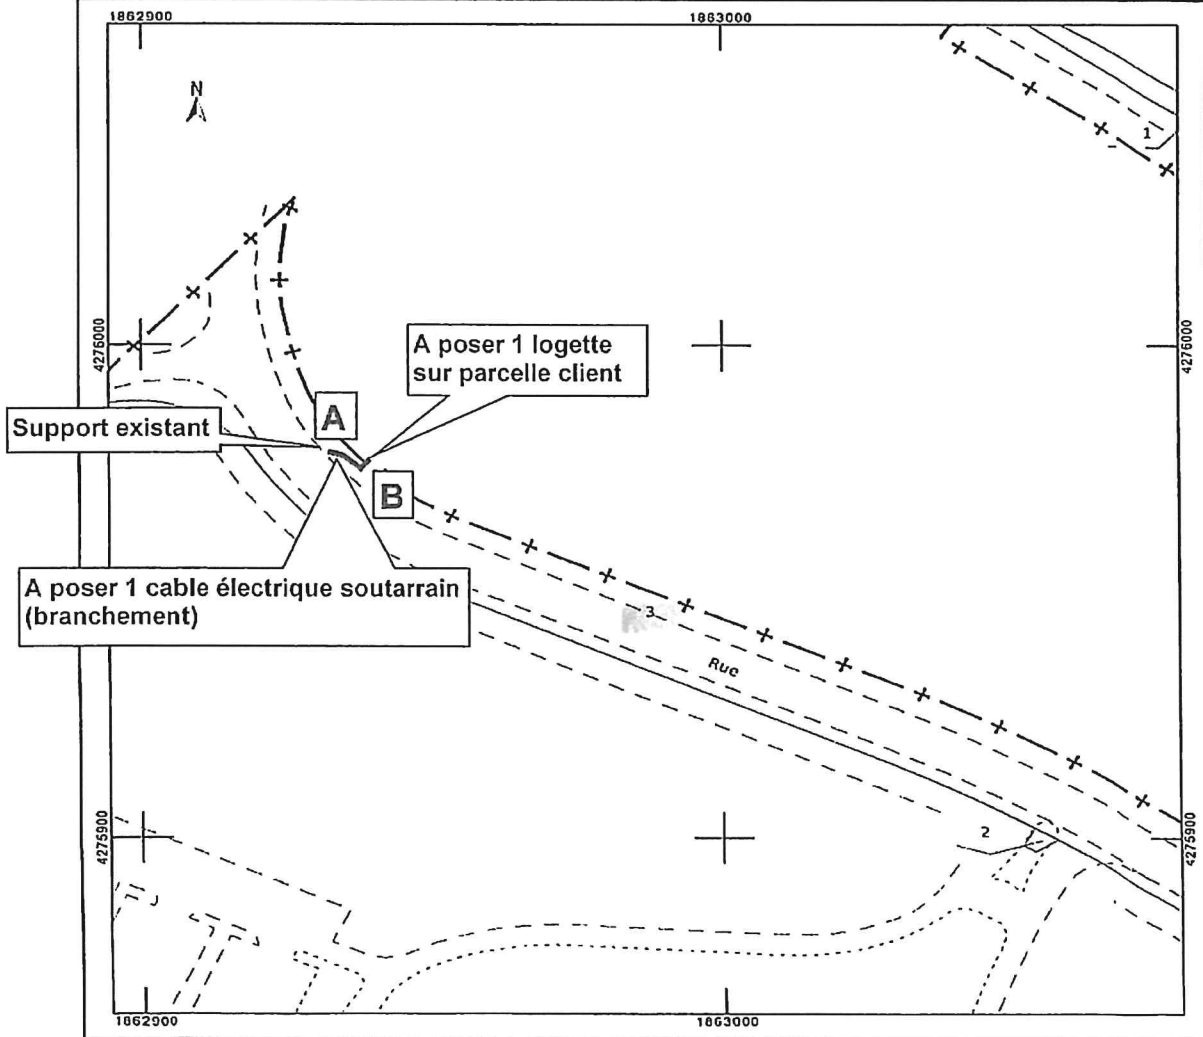 1862900
1863000
N
1
4276000
4276000
A poser 1 logette
sur parcelle client
A
Support existant
B
A poser 1 cable électrique soutarrain
(branchement)
3
Rue
4275900
4275900
2
1862900
1863000